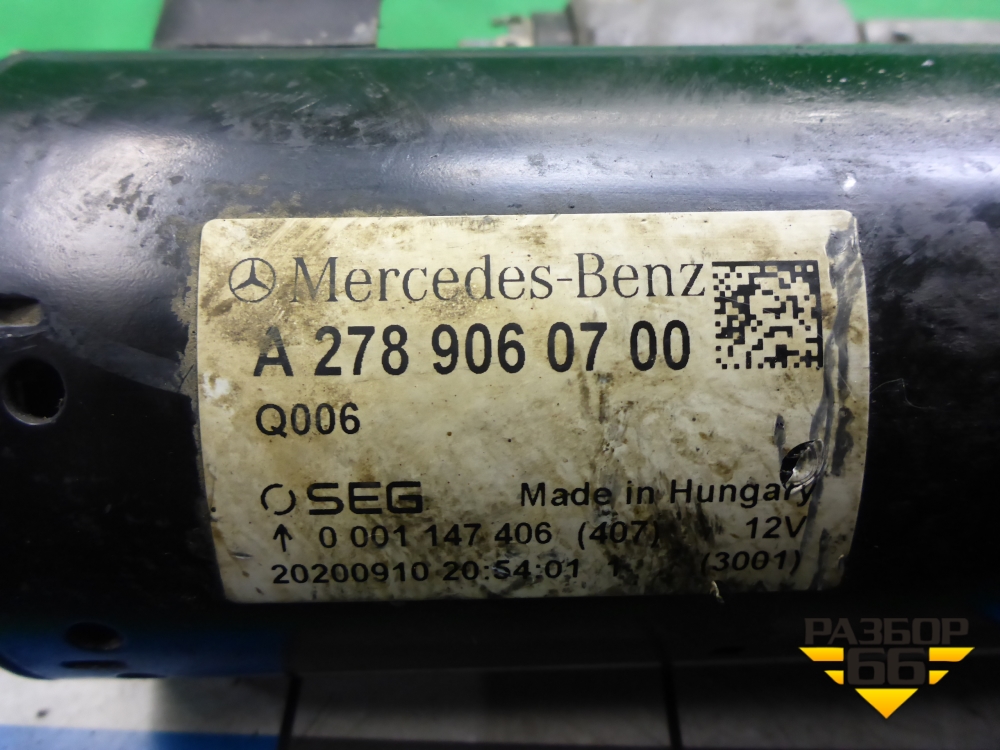 Mercedes-Benz
A 278 906 07 00
Q006
SEG Made in Hungary
↑ 0 001 147 406 (407) 12V
20200910 20:54:01 1 (3001)
РАЗБОР
66